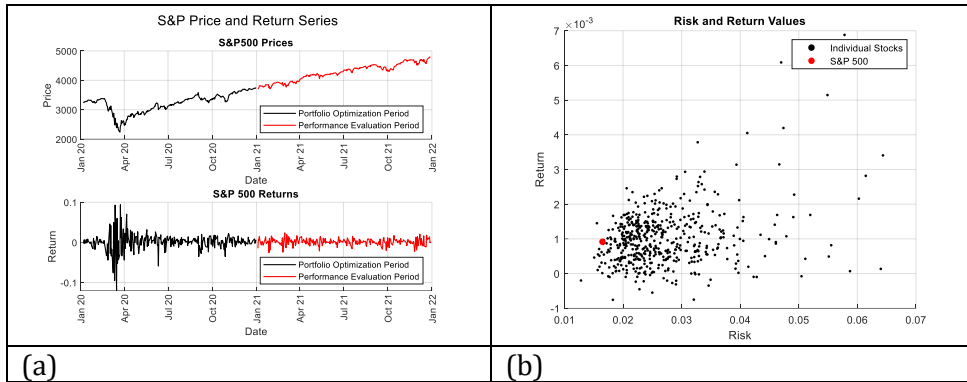 S&P Price and Return Series
S&P500 Prices
5000
4000
3000
2000
Price
Portfolio Optimization Period
Performance Evaluation Period
Jan 20
Apr 20
Jul 20
Oct 20
Jan 21
Apr 21
Jul 21
Oct 21
Jan 22
Date
S&P 500 Returns
0.1
0
-0.1
Return
Portfolio Optimization Period
Performance Evaluation Period
Jan 20
Apr 20
Jul 20
Oct 20
Jan 21
Apr 21
Jul 21
Oct 21
Jan 22
Date
(a)
Risk and Return Values
×10⁻³
7
6
5
4
3
2
1
0
-1
Return
Individual Stocks
S&P 500
0.01
0.02
0.03
0.04
0.05
0.06
0.07
Risk
(b)